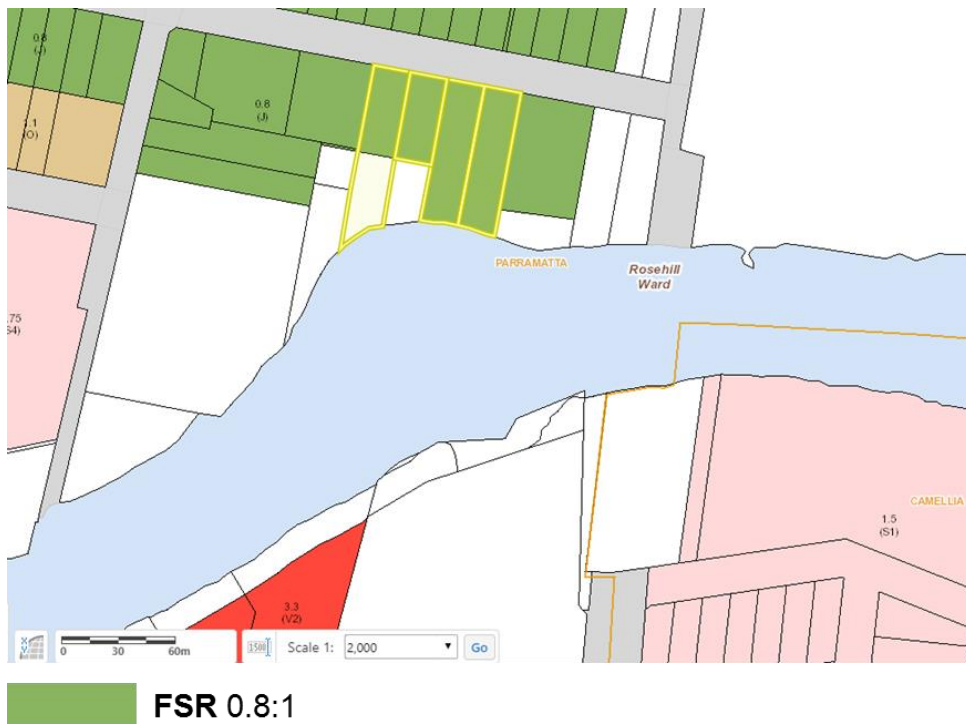 0.8
(J)
0.8
(J)
1.1
(O)
PARRAMATTA
Rosehill
Ward
.75
S4)
CAMELLIA
1.5
(S1)
3.3
(V2)
0 30 60m
Scale 1: 2,000 Go
FSR 0.8:1